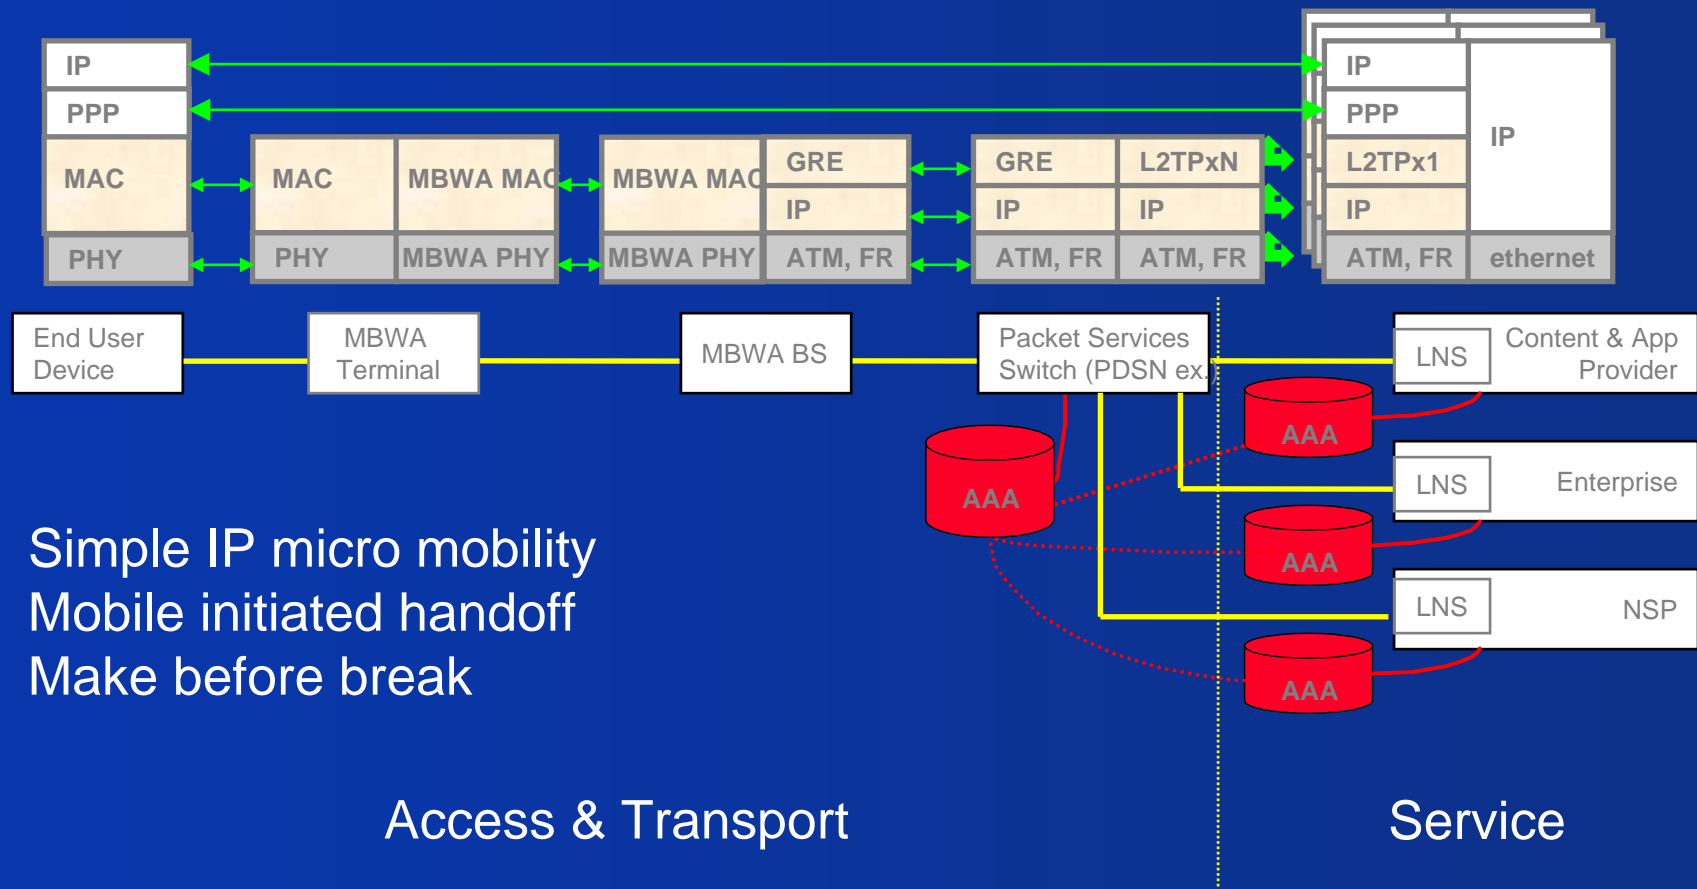 IP
PPP
MAC
PHY
MAC
PHY
MBWA MAC
MBWA PHY
MBWA MAC
MBWA PHY
GRE
IP
ATM, FR
GRE
IP
ATM, FR
L2TPxN
IP
ATM, FR
IP
PPP
L2TPx1
IP
ATM, FR
IP
ethernet
End User
Device
MBWA
Terminal
MBWA BS
Packet Services
Switch (PDSN ex.)
LNS
Content & App
Provider
AAA
LNS
Enterprise
AAA
AAA
LNS
NSP
AAA
Simple IP micro mobility
Mobile initiated handoff
Make before break
Access & Transport
Service